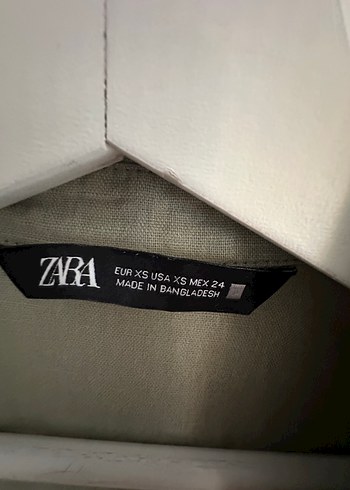 ZARA
EUR XS USA XS MEX 24
MADE IN BANGLADESH